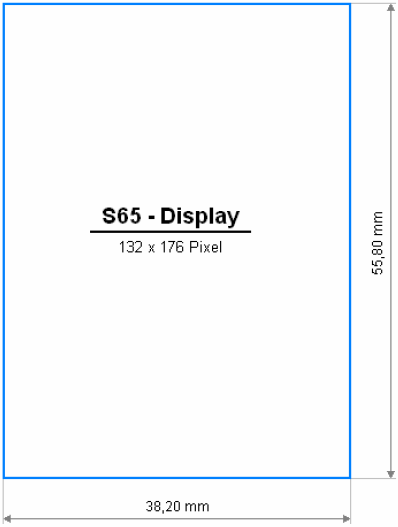 S65 - Display
132 x 176 Pixel
55,80 mm
38,20 mm